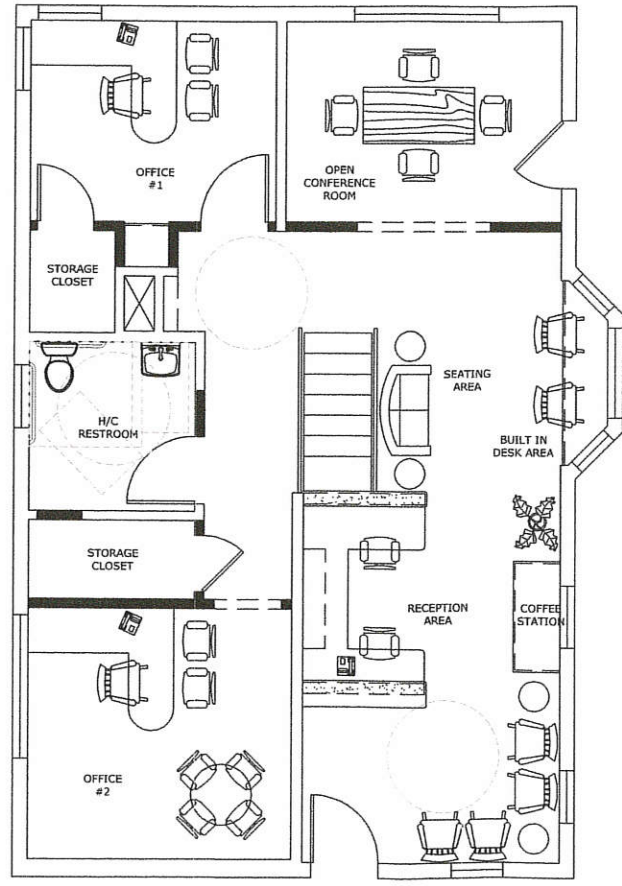 OFFICE
#1
OPEN
CONFERENCE
ROOM
STORAGE
CLOSET
SEATING
AREA
H/C
RESTROOM
BUILT IN
DESK AREA
STORAGE
CLOSET
RECEPTION
AREA
COFFEE
STATION
OFFICE
#2